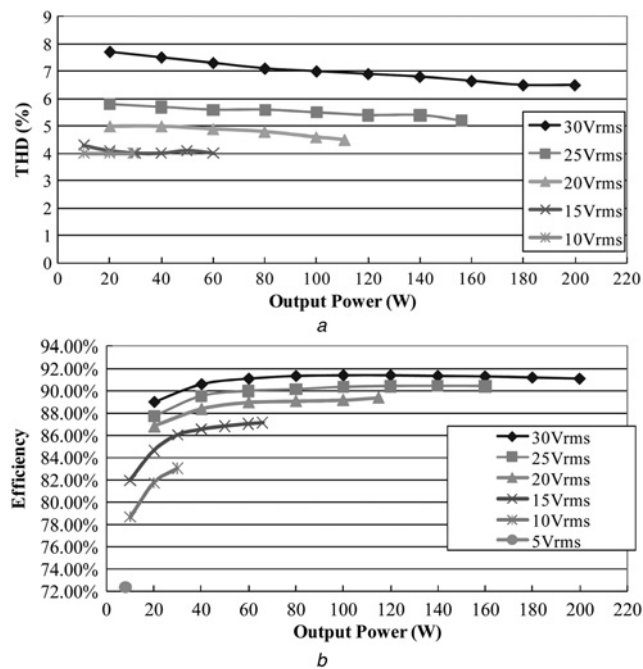 9
8
7
6
5
4
3
2
1
0
THD (%)
30Vrms
25Vrms
20Vrms
15Vrms
10Vrms
0 20 40 60 80 100 120 140 160 180 200 220
Output Power (W)
a
94.00%
92.00%
90.00%
88.00%
86.00%
84.00%
82.00%
80.00%
78.00%
76.00%
74.00%
72.00%
Efficiency
30Vrms
25Vrms
20Vrms
15Vrms
10Vrms
5Vrms
0 20 40 60 80 100 120 140 160 180 200 220
Output Power (W)
b